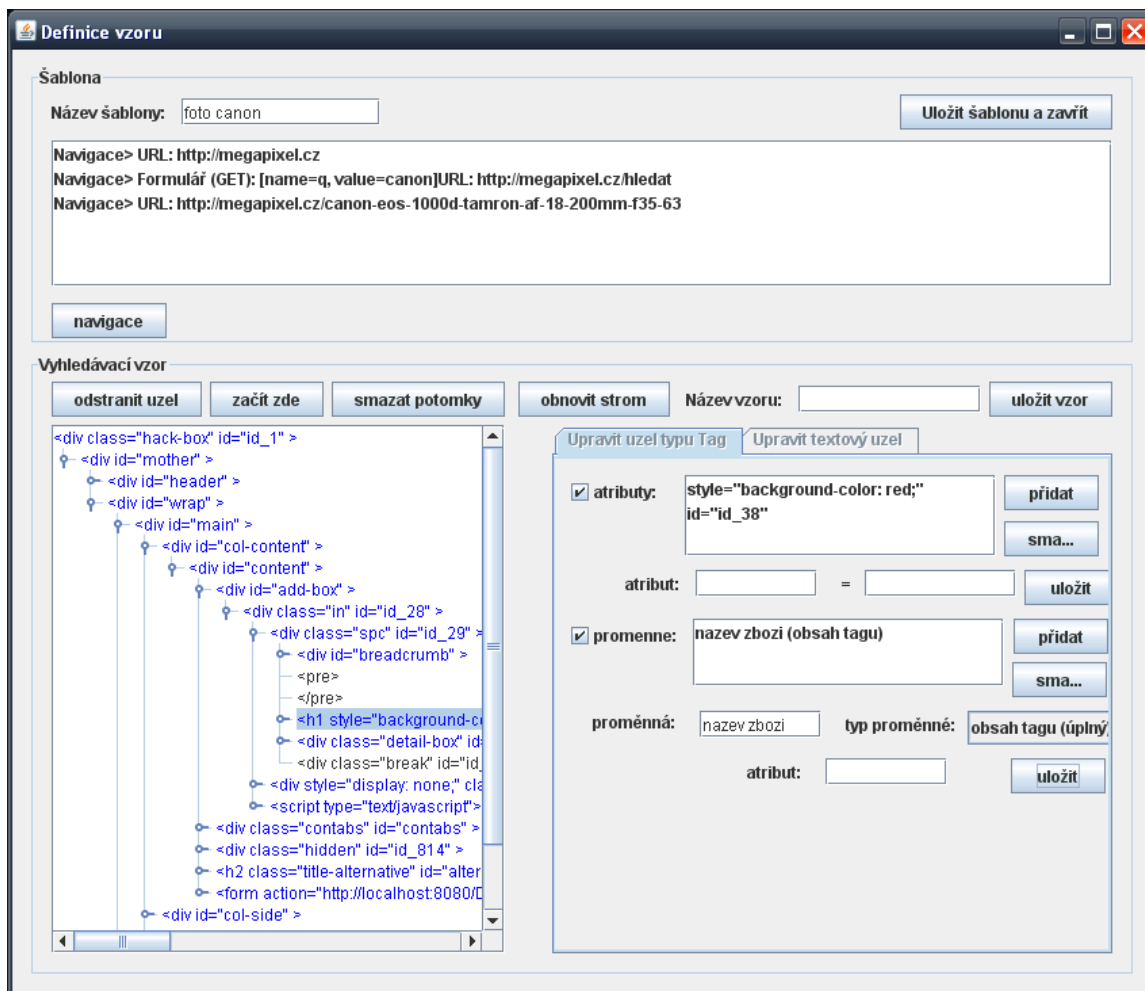 Definice vzoru
Šablona
Název šablony: foto canon Uložit šablonu a zavřít
Navigace> URL: http://megapixel.cz
Navigace> Formulář (GET): [name=q, value=canon]URL: http://megapixel.cz/hledat
Navigace> URL: http://megapixel.cz/canon-eos-1000d-tamron-af-18-200mm-f35-63
navigace
Vyhledávací vzor
odstranit uzel začít zde smazat potomky obnovit strom Název vzoru: uložit vzor
<div class="hack-box" id="id_1" >
<div id="mother" >
<div id="header" >
<div id="wrap" >
<div id="main" >
<div id="col-content" >
<div id="content" >
<div id="add-box" >
<div class="in" id="id_28" >
<div class="spc" id="id_29" >
<div id="breadcrumb" >
<pre>
</pre>
<h1 style="background-c
<div class="detail-box" id
<div class="break" id="id_
<div style="display: none;" cla
<script type="text/javascript">
<div class="contabs" id="contabs" >
<div class="hidden" id="id_814" >
<h2 class="title-alternative" id="alter
<form action="http://localhost:8080/D
<div id="col-side" >
Upravit uzel typu Tag Upravit textový uzel
atributy: style="background-color: red;" přidat
id="id_38"
sma...
atribut: = uložit
promenne: nazev zbozi (obsah tagu) přidat
sma...
proměnná: nazev zbozi typ proměnné: obsah tagu (úplný)
atribut: uložit